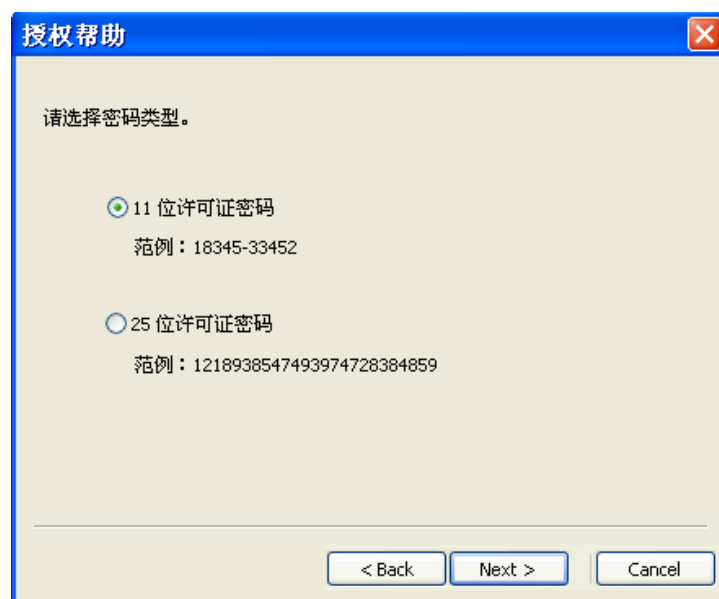 授权帮助
请选择密码类型。
11 位许可证密码
范例：18345-33452
25 位许可证密码
范例：1218938547493974728384859
< Back
Next >
Cancel